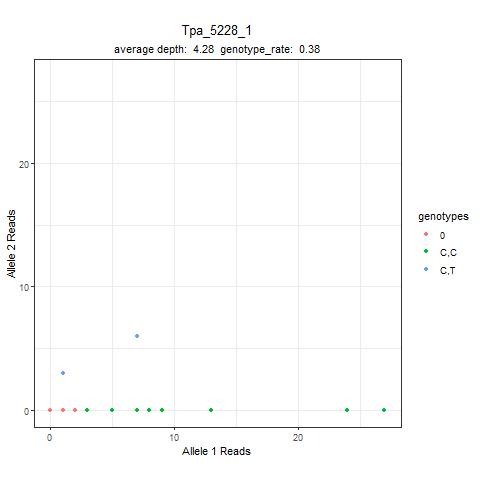 Tpa_5228_1
average depth: 4.28 genotype_rate: 0.38
Allele 2 Reads
20
10
0
0 10 20
Allele 1 Reads
genotypes
0
C,C
C,T